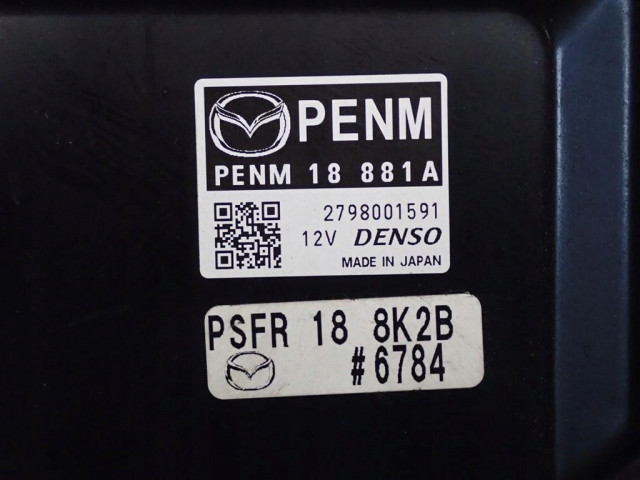 PENM
PENM 18 881A
2798001591
12V DENSO
MADE IN JAPAN
PSFR 18 8K2B
#6784